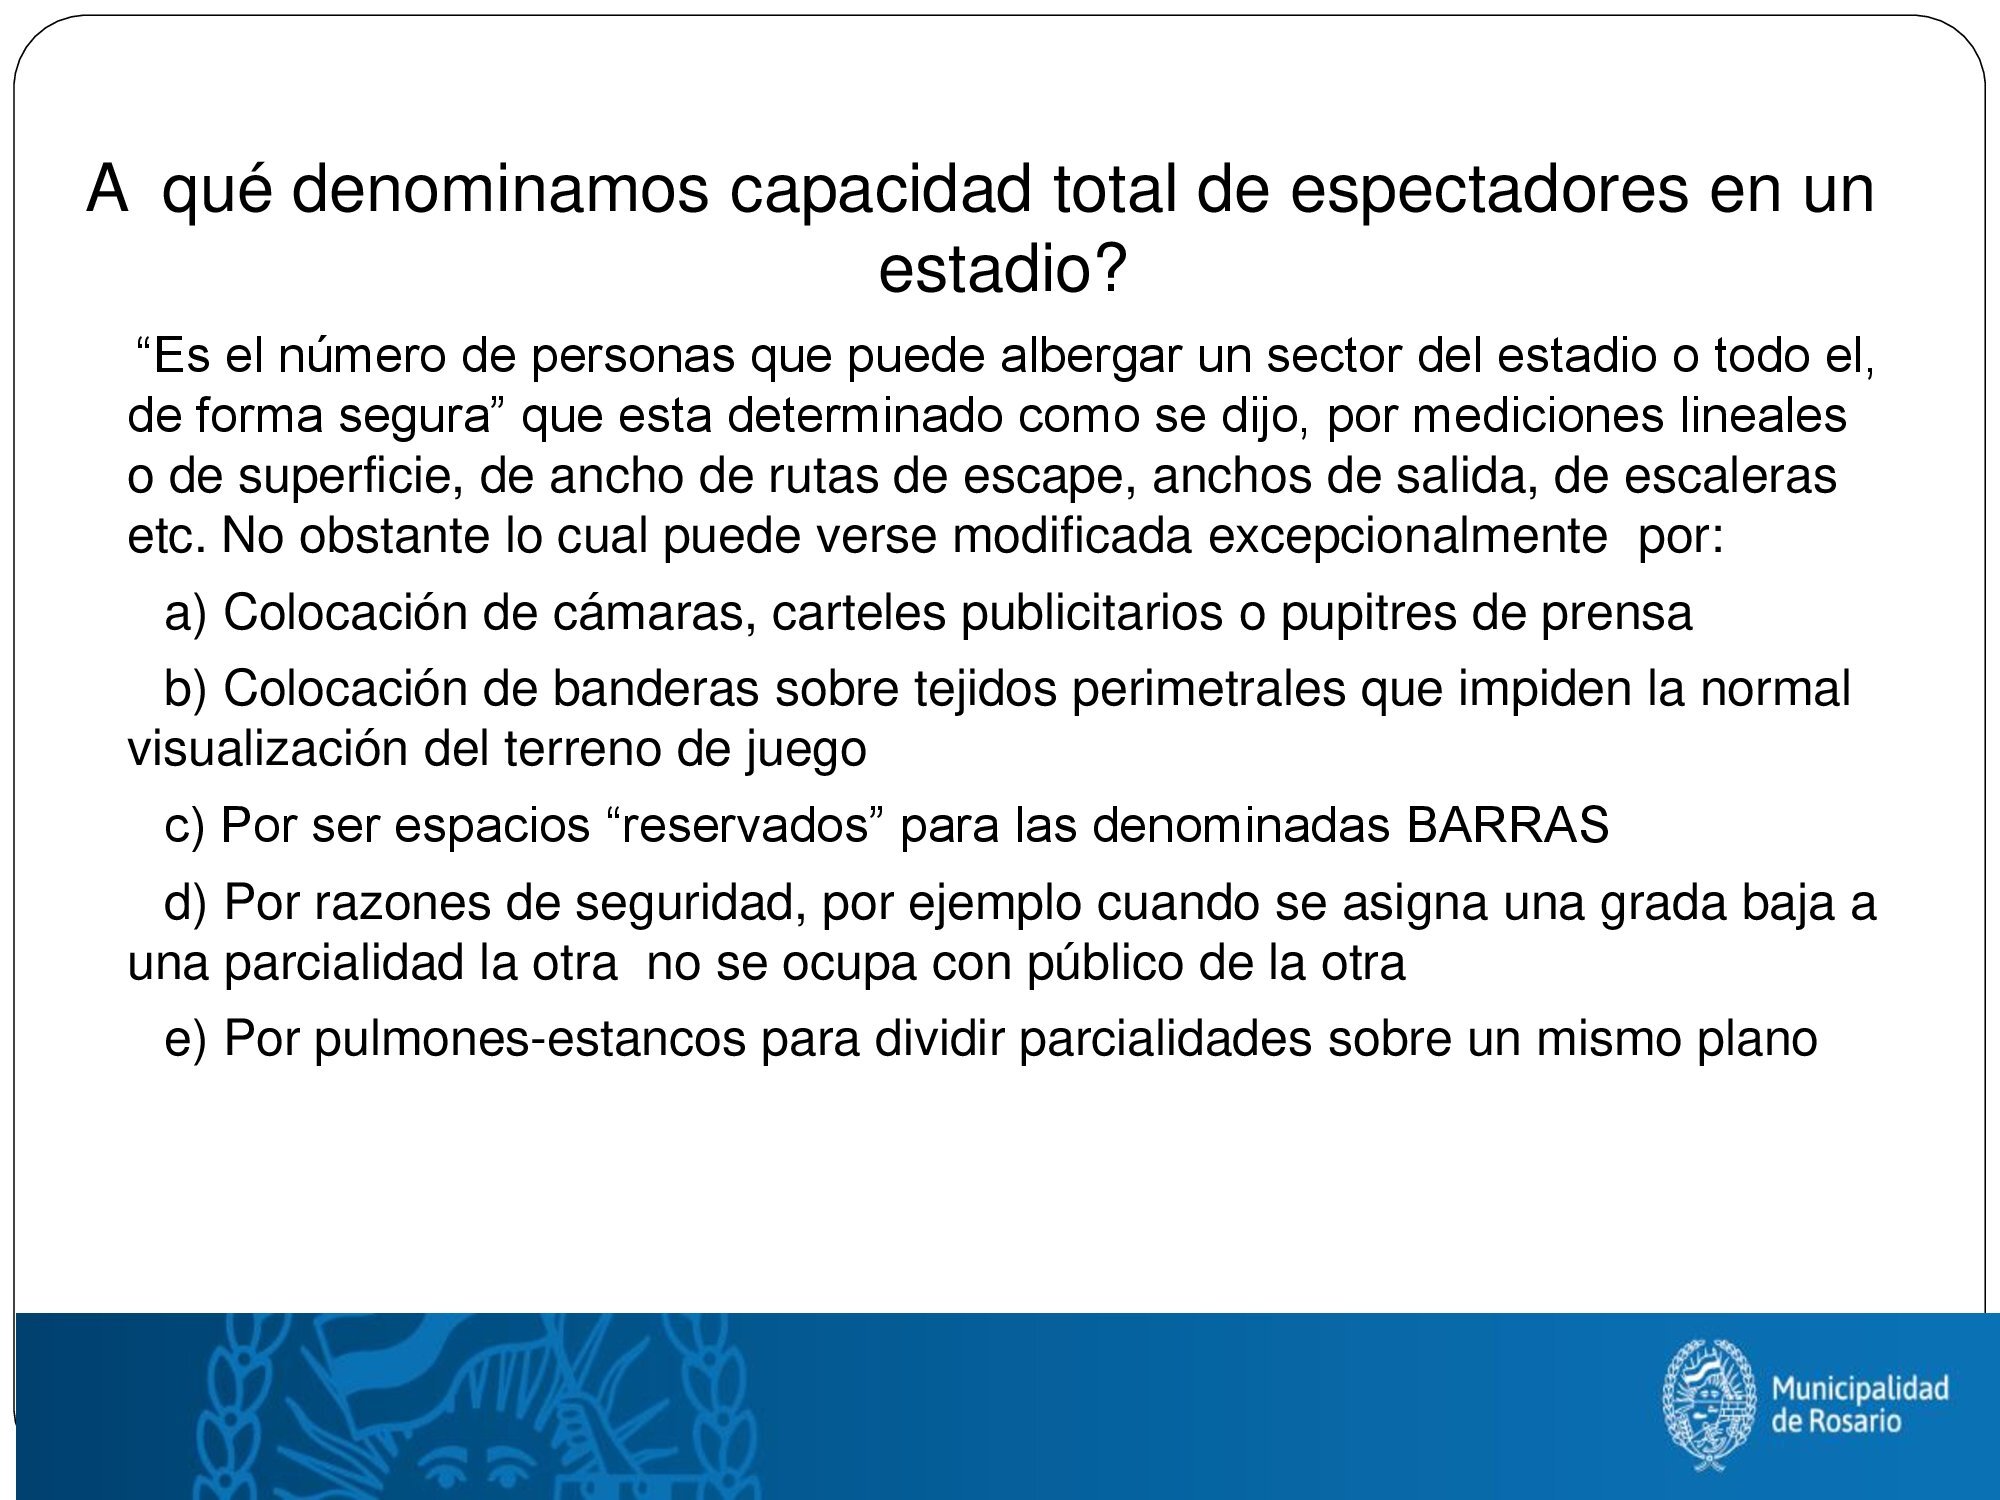 A  qué denominamos capacidad total de espectadores en un
estadio?
“Es el número de personas que puede albergar un sector del estadio o todo el,
de forma segura” que esta determinado como se dijo, por mediciones lineales
o de superficie, de ancho de rutas de escape, anchos de salida, de escaleras
etc. No obstante lo cual puede verse modificada excepcionalmente  por:
a) Colocación de cámaras, carteles publicitarios o pupitres de prensa
b) Colocación de banderas sobre tejidos perimetrales que impiden la normal
visualización del terreno de juego
c) Por ser espacios “reservados” para las denominadas BARRAS
d) Por razones de seguridad, por ejemplo cuando se asigna una grada baja a
una parcialidad la otra  no se ocupa con público de la otra
e) Por pulmones-estancos para dividir parcialidades sobre un mismo plano
Municipalidad
de Rosario